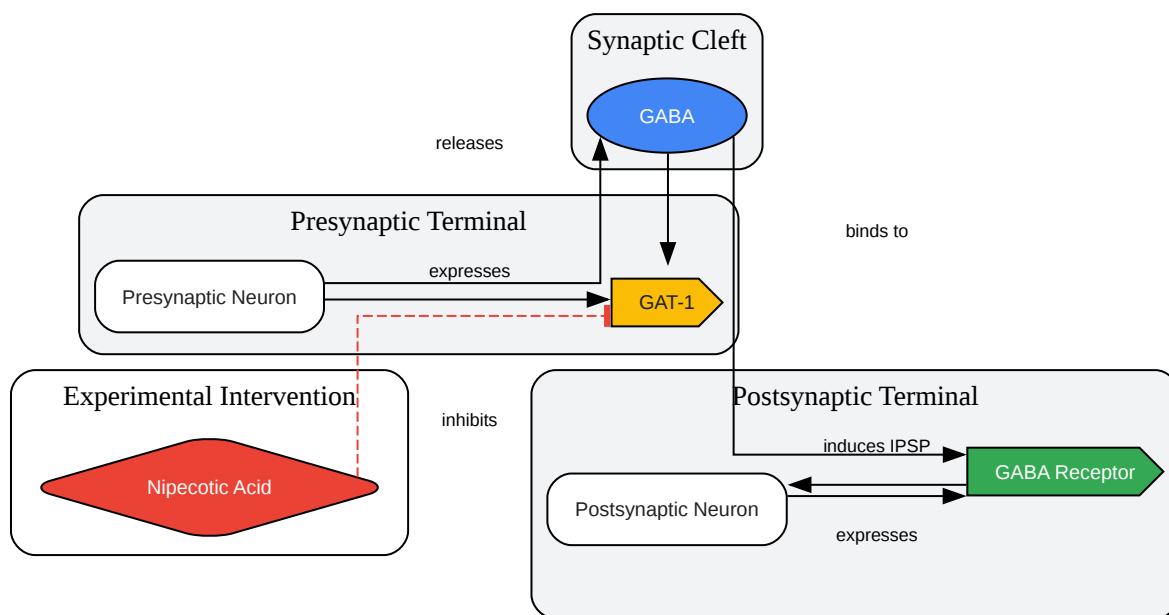 Synaptic Cleft
GABA
releases
Presynaptic Terminal
binds to
expresses
Presynaptic Neuron
GAT-1
Experimental Intervention
Postsynaptic Terminal
inhibits
induces IPSP
Nipecotic Acid
GABA Receptor
Postsynaptic Neuron
expresses